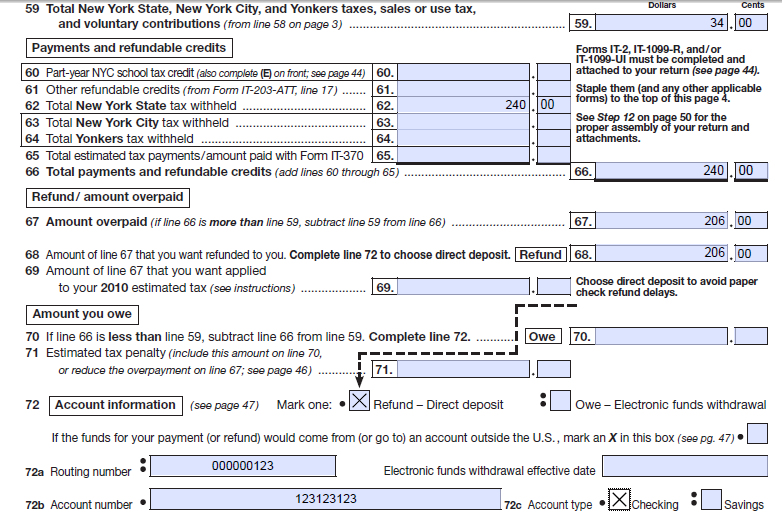 Dollars Cents
59 Total New York State, New York City, and Yonkers taxes, sales or use tax,
and voluntary contributions (from line 58 on page 3) ........ 59. 34 . 00
Payments and refundable credits
Forms IT-2, IT-1099-R, and/or
IT-1099-UI must be completed and
attached to your return (see page 44).
Staple them (and any other applicable
forms) to the top of this page 4.
See Step 12 on page 50 for the
proper assembly of your return and
attachments.
60 Part-year NYC school tax credit (also complete (E) on front; see page 44) 60. .
61 Other refundable credits (from Form IT-203-ATT, line 17) ....... 61. .
62 Total New York State tax withheld ........ 62. 240 . 00
63 Total New York City tax withheld ........ 63. .
64 Total Yonkers tax withheld ........ 64. .
65 Total estimated tax payments/amount paid with Form IT-370 65. .
66 Total payments and refundable credits (add lines 60 through 65) ........ 66. 240 . 00
Refund/ amount overpaid
67 Amount overpaid (if line 66 is more than line 59, subtract line 59 from line 66) ........ 67. 206 . 00
68 Amount of line 67 that you want refunded to you. Complete line 72 to choose direct deposit. Refund 68. 206 . 00
69 Amount of line 67 that you want applied
to your 2010 estimated tax (see instructions) ........ 69. .
Choose direct deposit to avoid paper
check refund delays.
Amount you owe
70 If line 66 is less than line 59, subtract line 66 from line 59. Complete line 72. ........ Owe 70. .
71 Estimated tax penalty (include this amount on line 70,
or reduce the overpayment on line 67; see page 46) ........ 71. .
72 Account information (see page 47) Mark one: • X Refund – Direct deposit • Owe – Electronic funds withdrawal
If the funds for your payment (or refund) would come from (or go to) an account outside the U.S., mark an X in this box (see pg. 47) •
72a Routing number • 000000123 Electronic funds withdrawal effective date
72b Account number • 123123123 72c Account type • X Checking • Savings